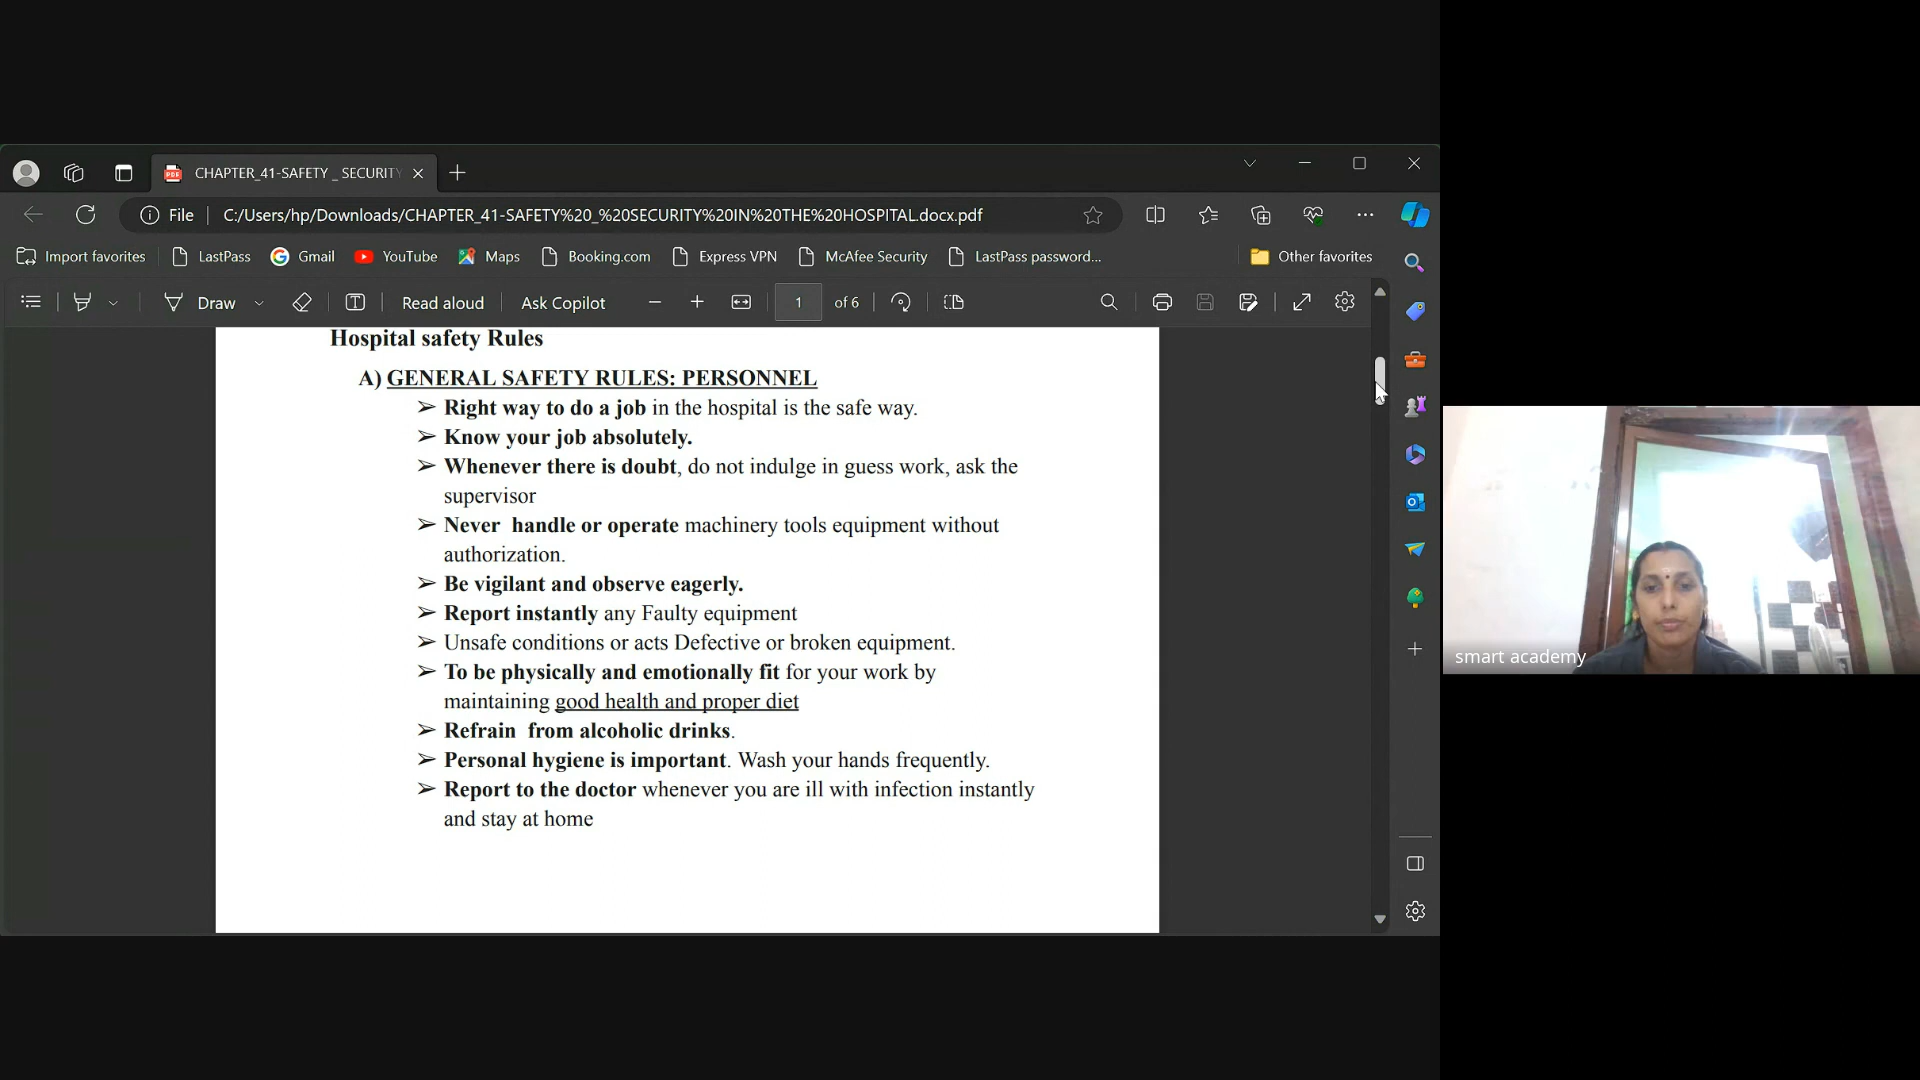 CHAPTER_41-SAFETY _ SECURITY
File C:/Users/hp/Downloads/CHAPTER_41-SAFETY%20_%20SECURITY%20IN%20THE%20HOSPITAL.docx.pdf
Import favorites LastPass Gmail YouTube Maps Booking.com Express VPN McAfee Security LastPass password... Other favorites
Draw Read aloud Ask Copilot 1 of 6
Hospital safety Rules
A) GENERAL SAFETY RULES: PERSONNEL
➢ Right way to do a job in the hospital is the safe way.
➢ Know your job absolutely.
➢ Whenever there is doubt, do not indulge in guess work, ask the
supervisor
➢ Never handle or operate machinery tools equipment without
authorization.
➢ Be vigilant and observe eagerly.
➢ Report instantly any Faulty equipment
➢ Unsafe conditions or acts Defective or broken equipment.
➢ To be physically and emotionally fit for your work by
maintaining good health and proper diet
➢ Refrain from alcoholic drinks.
➢ Personal hygiene is important. Wash your hands frequently.
➢ Report to the doctor whenever you are ill with infection instantly
and stay at home
smart academy